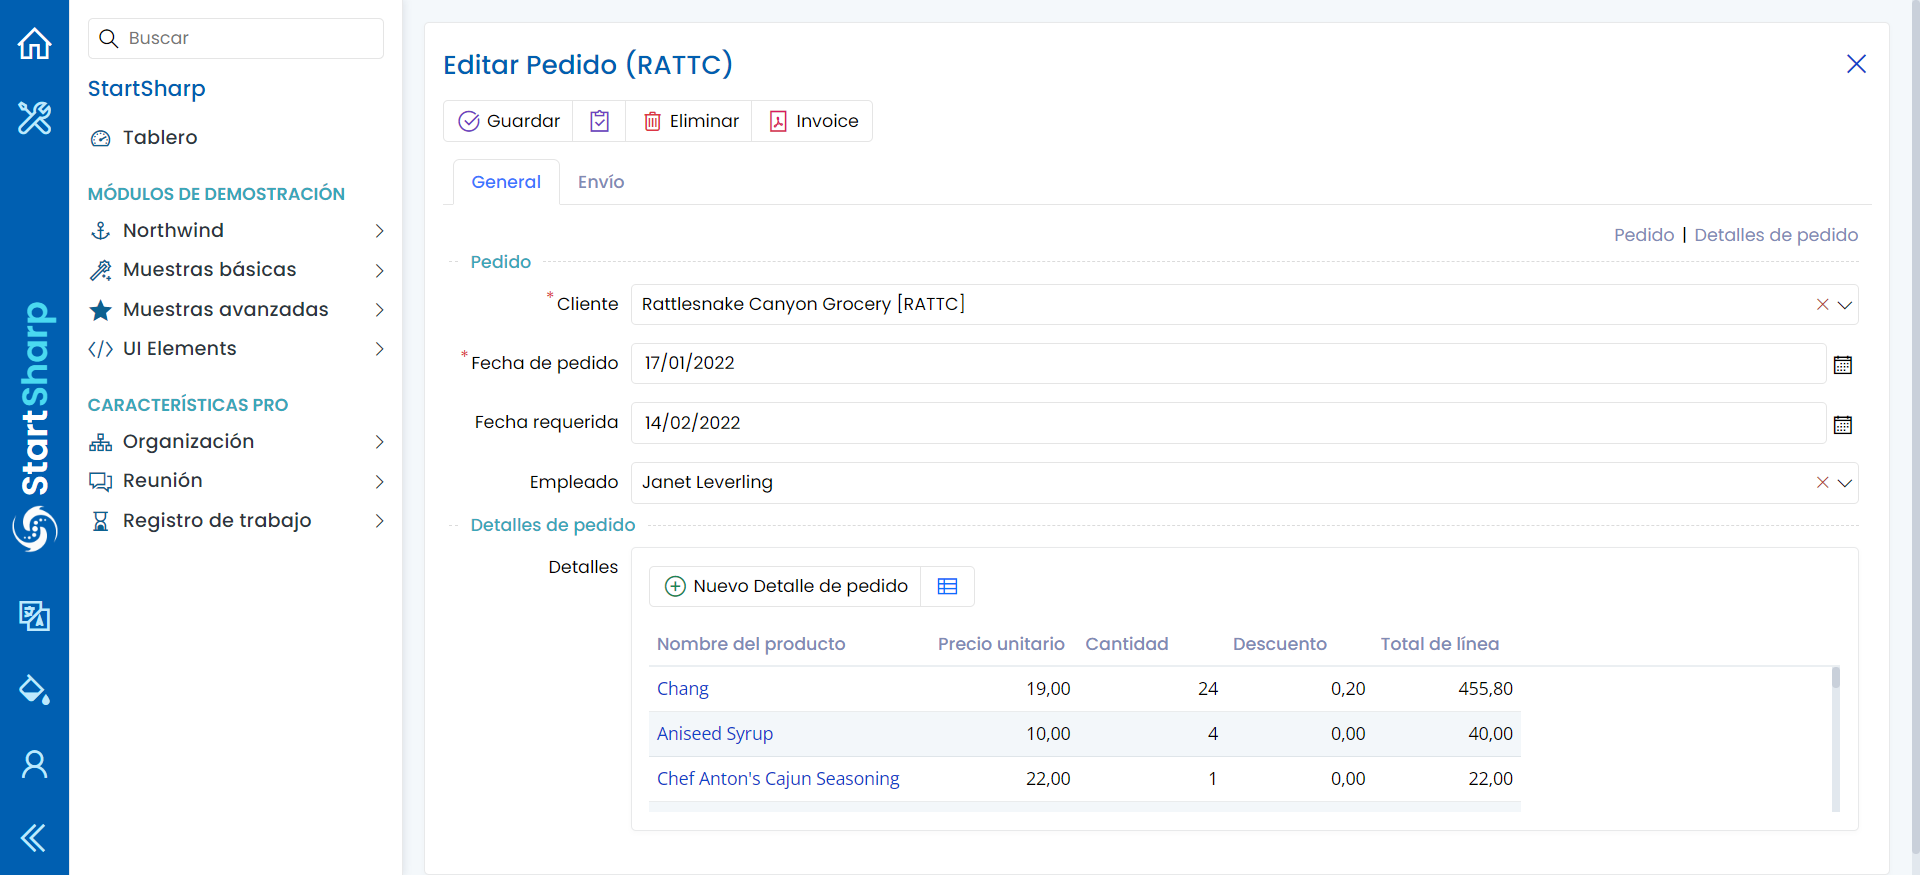 Buscar
StartSharp
Tablero
MÓDULOS DE DEMOSTRACIÓN
Northwind
Muestras básicas
Muestras avanzadas
UI Elements
CARACTERÍSTICAS PRO
Organización
Reunión
Registro de trabajo
StartSharp
Editar Pedido (RATTC)
Guardar
Eliminar
Invoice
General
Envío
Pedido | Detalles de pedido
Pedido
*Cliente
Rattlesnake Canyon Grocery [RATTC]
*Fecha de pedido
17/01/2022
Fecha requerida
14/02/2022
Empleado
Janet Leverling
Detalles de pedido
Detalles
Nuevo Detalle de pedido
Nombre del producto Precio unitario Cantidad Descuento Total de línea
Chang 19,00 24 0,20 455,80
Aniseed Syrup 10,00 4 0,00 40,00
Chef Anton's Cajun Seasoning 22,00 1 0,00 22,00